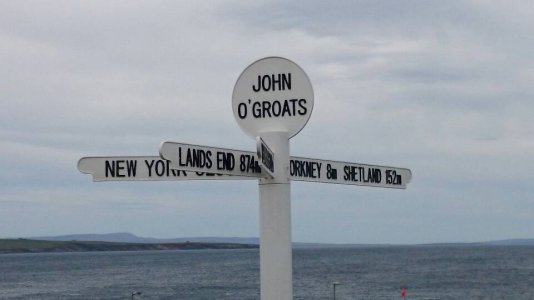 JOHN
O'GROATS
NEW YORK
LANDS END 874m
ORKNEY 8m SHETLAND 152m